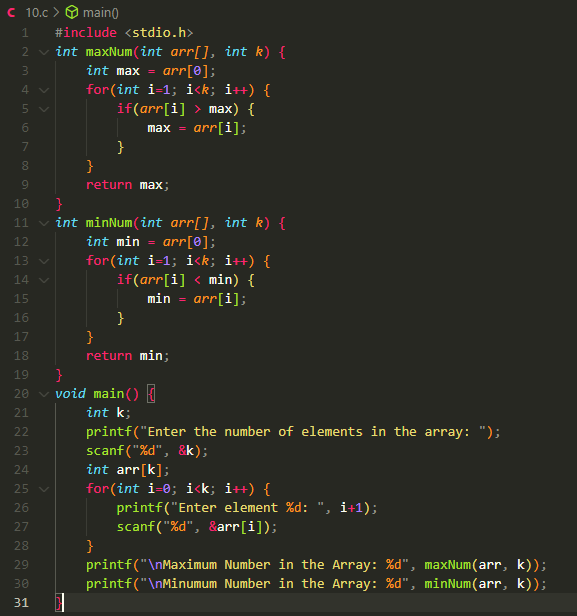 C 10.c > main()
1 #include <stdio.h>
2 int maxNum(int arr[], int k) {
3 int max = arr[0];
4 for(int i=1; i<k; i++) {
5 if(arr[i] > max) {
6 max = arr[i];
7 }
8 }
9 return max;
10 }
11 int minNum(int arr[], int k) {
12 int min = arr[0];
13 for(int i=1; i<k; i++) {
14 if(arr[i] < min) {
15 min = arr[i];
16 }
17 }
18 return min;
19 }
20 void main() {
21 int k;
22 printf("Enter the number of elements in the array: ");
23 scanf("%d", &k);
24 int arr[k];
25 for(int i=0; i<k; i++) {
26 printf("Enter element %d: ", i+1);
27 scanf("%d", &arr[i]);
28 }
29 printf("\nMaximum Number in the Array: %d", maxNum(arr, k));
30 printf("\nMinumum Number in the Array: %d", minNum(arr, k));
31 }